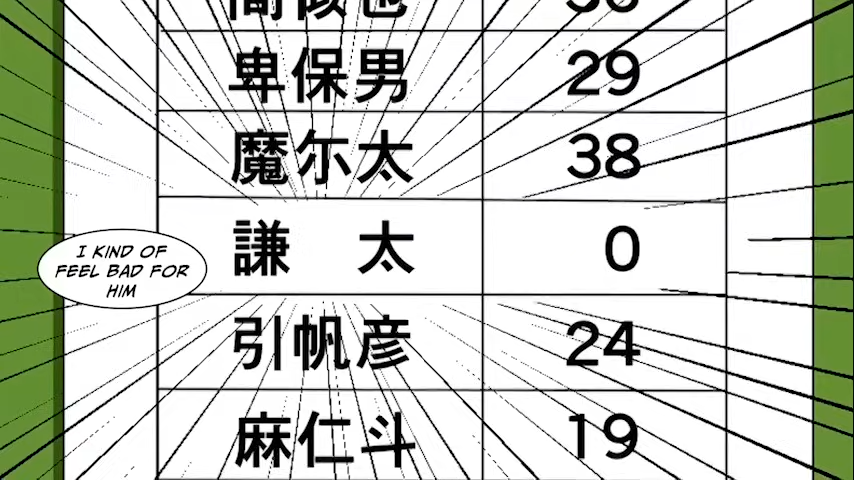 卑保男 29
魔尓太 38
謙 太 0
I KIND OF
FEEL BAD FOR
HIM
引帆彦 24
麻仁斗 19